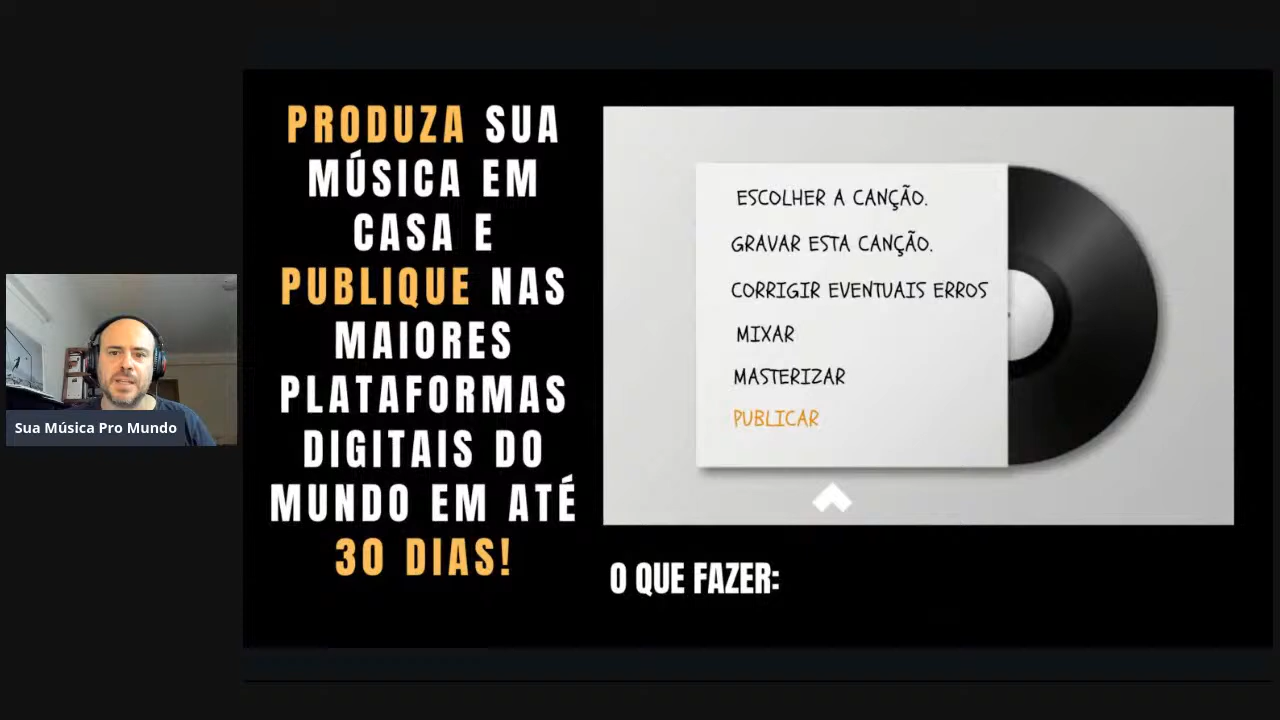 PRODUZA SUA
MÚSICA EM
CASA E
PUBLIQUE NAS
MAIORES
PLATAFORMAS
DIGITAIS DO
MUNDO EM ATÉ
30 DIAS!
ESCOLHER A CANÇÃO.
GRAVAR ESTA CANÇÃO.
CORRIGIR EVENTUAIS ERROS
MIXAR
MASTERIZAR
PUBLICAR
O QUE FAZER:
Sua Música Pro Mundo